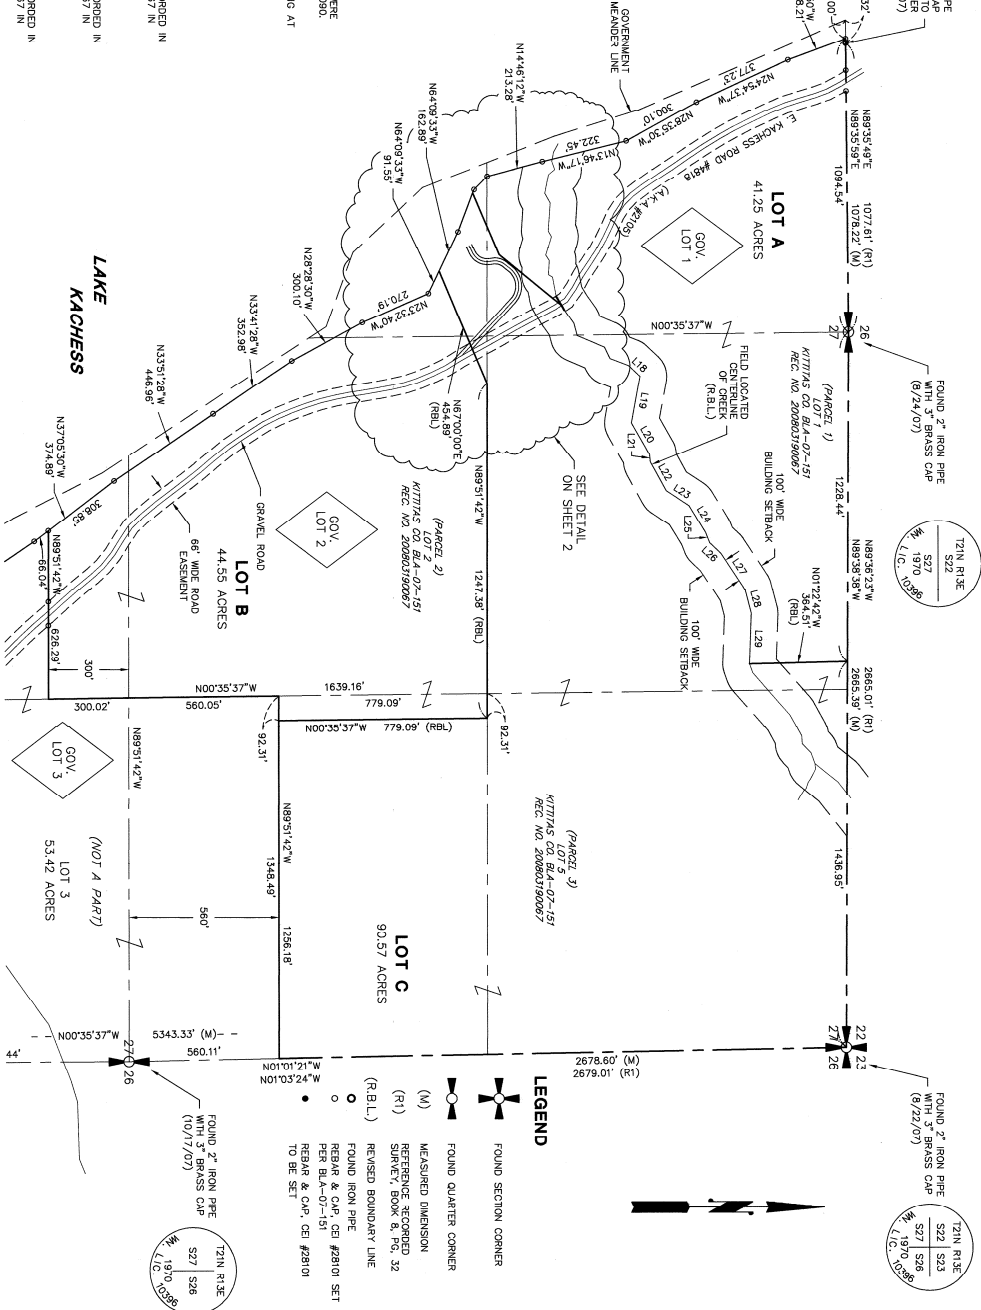 LOT A
41.25 ACRES
GOV.
LOT 1
E. KACHESS ROAD #4818
(A.K.A. #2105)
GOVERNMENT
MEANDER LINE
N89°35'49"E 1077.61' (R1)
N89°35'59"E 1078.22' (M)
1094.54'
377.23'
N24°54'37"W
300.10'
N28°35'30"W
322.45'
N13°46'17"W
N14°46'12"W
213.28'
N64°09'33"W
162.89'
N64°09'33"W
91.55'
270.19'
N23°32'40"W
N28°28'30"W
300.10'
N33°41'28"W
352.98'
N33°51'28"W
446.96'
N37°05'30"W
374.89'
308.85'
66.04'
LAKE
KACHESS
N00°35'37"W
26
27
FOUND 2" IRON PIPE
WITH 3" BRASS CAP
(8/24/07)
T21N R13E
S22
S27
1970
WN. LIC. 10396
(PARCEL 1)
LOT 1
KITTITAS CO. BLA-07-151
REC. NO. 200803190067
FIELD LOCATED
CENTERLINE
OF CREEK
(R.B.L.)
100' WIDE
BUILDING SETBACK
1228.44'
N89°36'23"W 2665.01' (R1)
N89°38'38"W 2665.39' (M)
N01°22'42"W
364.51'
(RBL)
L18
L19
L20
L21
L22
L23
L24
L25
L26
L27
L28
L29
100' WIDE
BUILDING SETBACK
SEE DETAIL
ON SHEET 2
N67°00'00"E
454.89'
(RBL)
N89°51'42"W 1247.38' (RBL)
(PARCEL 2)
LOT 2
KITTITAS CO. BLA-07-151
REC. NO. 200803190067
GOV.
LOT 2
GRAVEL ROAD
LOT B
44.55 ACRES
66' WIDE ROAD
EASEMENT
N89°51'42"W
626.29'
300'
300.02'
N00°35'37"W
560.05'
1639.16'
779.09'
N00°35'37"W 779.09' (RBL)
92.31'
92.31'
GOV.
LOT 3
N89°51'42"W
N89°51'42"W 1348.49'
1256.18'
(PARCEL 3)
LOT 5
KITTITAS CO. BLA-07-151
REC. NO. 200803190067
1436.95'
LOT C
90.57 ACRES
560'
(NOT A PART)
LOT 3
53.42 ACRES
N00°35'37"W 5343.33' (M)
560.11'
44'
N01°01'21"W 2678.60' (M)
N01°03'24"W 2679.01' (R1)
27
26
22
23
27
26
FOUND 2" IRON PIPE
WITH 3" BRASS CAP
(8/22/07)
T21N R13E
S22 S23
S27 S26
1970
WN. LIC. 10396
FOUND 2" IRON PIPE
WITH 3" BRASS CAP
(10/17/07)
T21N R13E
S27 S26
1970
WN. LIC. 10396
LEGEND
FOUND SECTION CORNER
FOUND QUARTER CORNER
(M) MEASURED DIMENSION
(R1) REFERENCE RECORDED
SURVEY, BOOK 8, PG. 32
(R.B.L.) REVISED BOUNDARY LINE
FOUND IRON PIPE
REBAR & CAP, CEI #28101 SET
PER BLA-07-151
REBAR & CAP, CEI #28101
TO BE SET